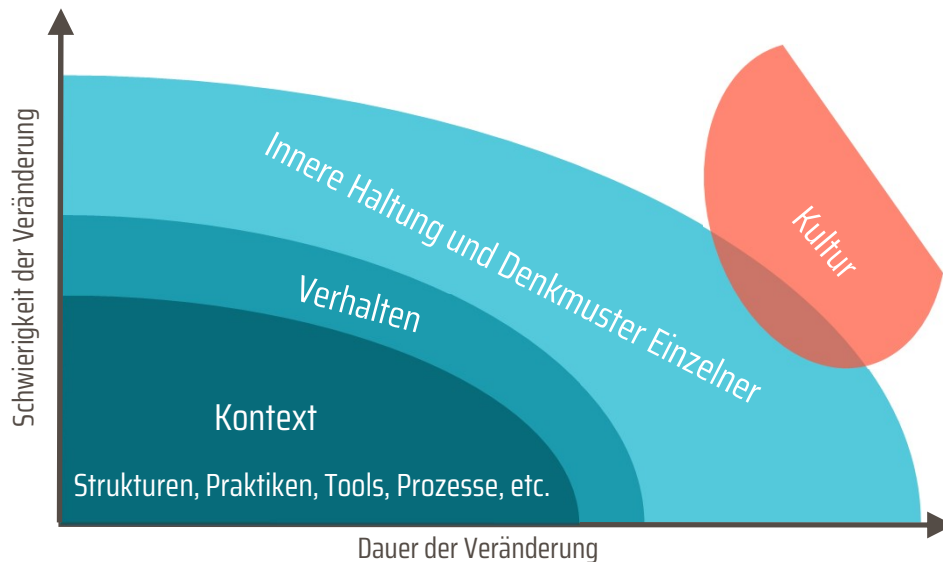 Schwierigkeit der Veränderung
Innere Haltung und Denkmuster Einzelner
Kultur
Verhalten
Kontext
Strukturen, Praktiken, Tools, Prozesse, etc.
Dauer der Veränderung